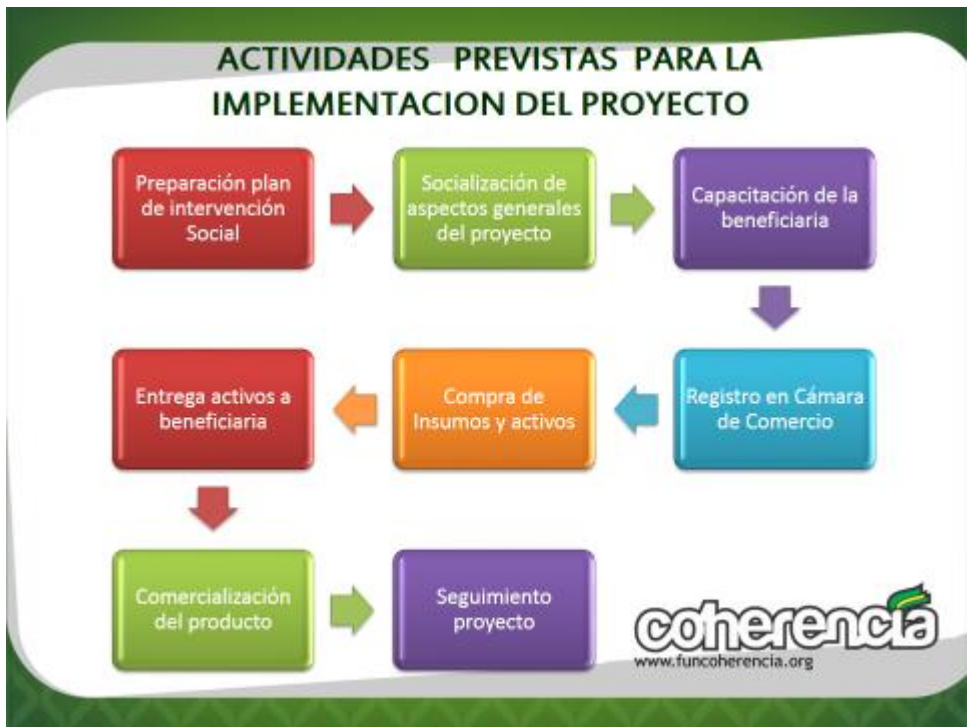 ACTIVIDADES PREVISTAS PARA LA
IMPLEMENTACION DEL PROYECTO
Preparación plan
de intervención
Social
Socialización de
aspectos generales
del proyecto
Capacitación de la
beneficiaria
Registro en Cámara
de Comercio
Compra de
Insumos y activos
Entrega activos a
beneficiaria
Comercialización
del producto
Seguimiento
proyecto
coherencia
www.funcoherencia.org